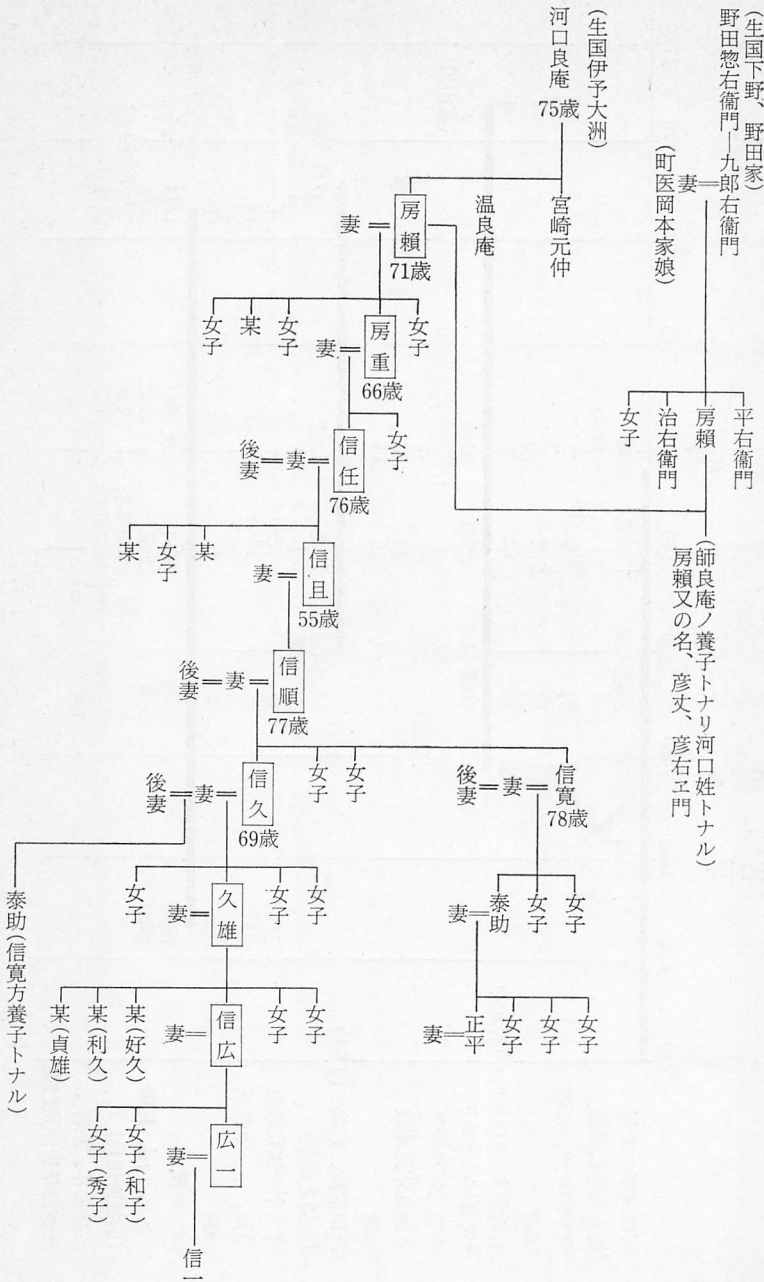 (生国下野、野田家)
野田惣右衞門―九郎右衞門
妻
(町医岡本家娘)
平右衞門
房頼
治右衞門
女子
(師良庵ノ養子トナリ河口姓トナル)
房頼又の名、彦丈、彦右ヱ門
(生国伊予大洲)
河口良庵 75歳
宮崎元仲
温良庵
房頼
71歳
妻
女子
房重
66歳
妻
女子
某
女子
女子
信任
76歳
妻
後妻
信且
55歳
妻
某
女子
某
信順
77歳
妻
後妻
信寛
78歳
妻
後妻
女子
女子
信久
69歳
妻
後妻
女子
女子
泰助
妻
女子
女子
久雄
妻
女子
泰助(信寛方養子トナル)
女子
女子
女子
正平
妻
女子
女子
信広
妻
某(好久)
某(利久)
某(貞雄)
広一
妻
女子(和子)
女子(秀子)
信一